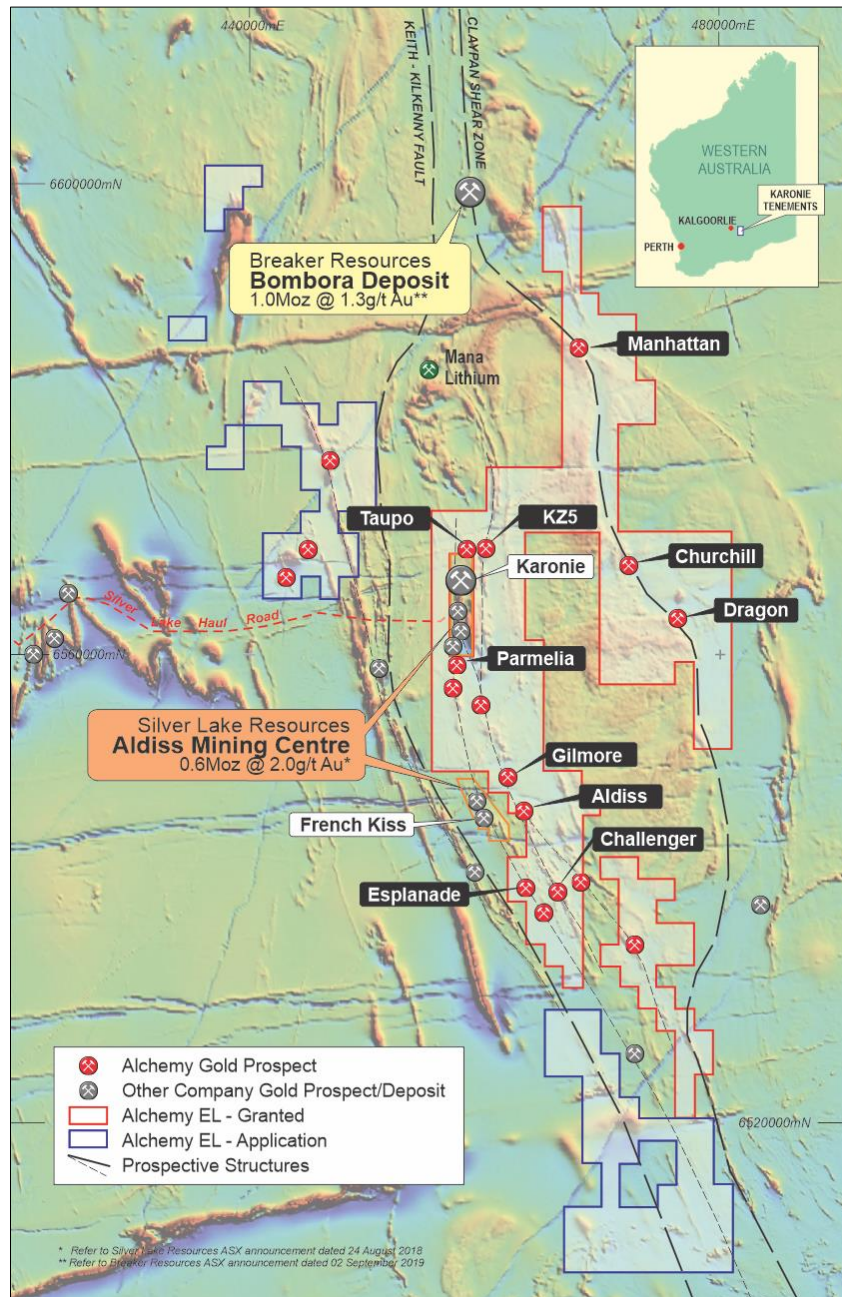 440000mE
480000mE
KEITH - KILKENNY FAULT
CLAYPAN SHEAR ZONE
WESTERN
AUSTRALIA
KARONIE
TENEMENTS
KALGOORLIE
PERTH
6600000mN
Breaker Resources
Bombora Deposit
1.0Moz @ 1.3g/t Au**
Manhattan
Mana
Lithium
Taupo
KZ5
Karonie
Churchill
Dragon
Silver Lake Haul Road
6560000mN
Parmelia
Silver Lake Resources
Aldiss Mining Centre
0.6Moz @ 2.0g/t Au*
Gilmore
Aldiss
French Kiss
Challenger
Esplanade
Alchemy Gold Prospect
Other Company Gold Prospect/Deposit
Alchemy EL - Granted
Alchemy EL - Application
Prospective Structures
6520000mN
* Refer to Silver Lake Resources ASX announcement dated 24 August 2018
** Refer to Breaker Resources ASX announcement dated 02 September 2019